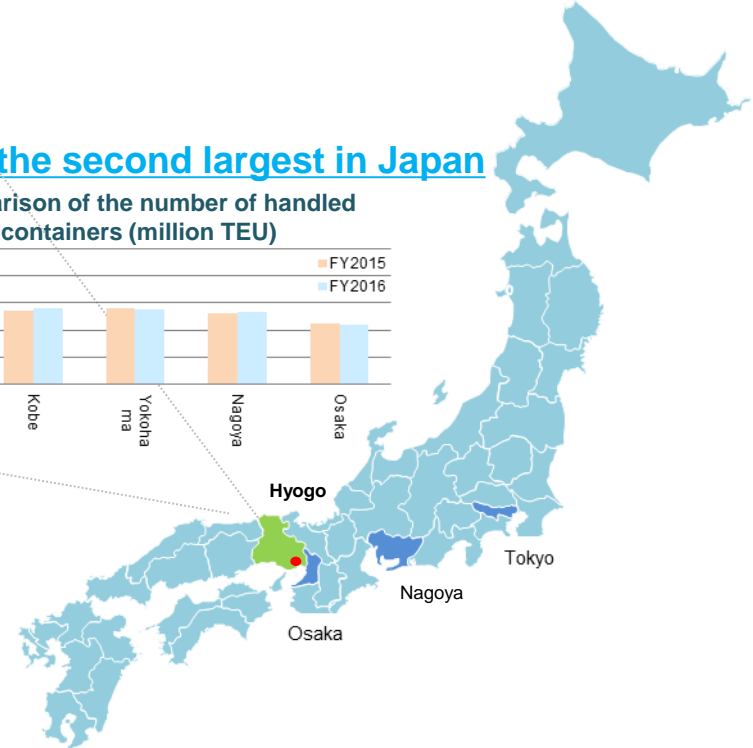 the second largest in Japan
arison of the number of handled
containers (million TEU)
FY2015
FY2016
Kobe
Yokoha
ma
Nagoya
Osaka
Hyogo
Tokyo
Nagoya
Osaka